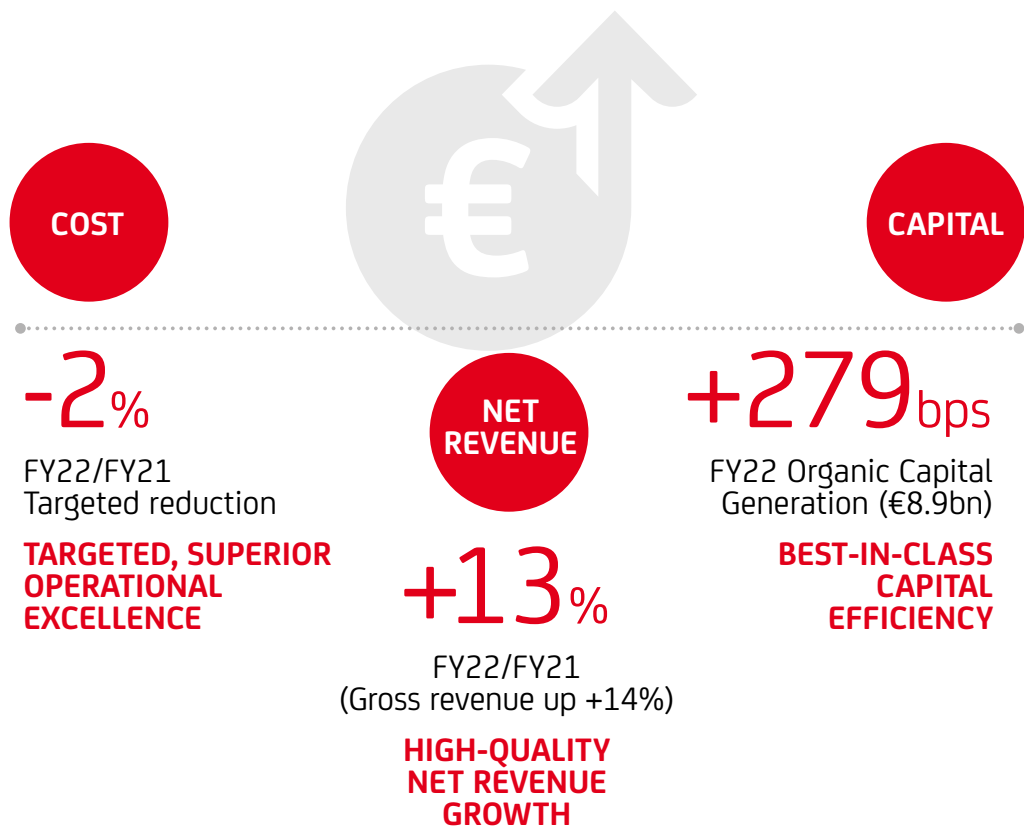 €
COST
-2%
FY22/FY21
Targeted reduction
TARGETED, SUPERIOR
OPERATIONAL
EXCELLENCE
NET
REVENUE
+13%
FY22/FY21
(Gross revenue up +14%)
HIGH-QUALITY
NET REVENUE
GROWTH
CAPITAL
+279bps
FY22 Organic Capital
Generation (€8.9bn)
BEST-IN-CLASS
CAPITAL
EFFICIENCY